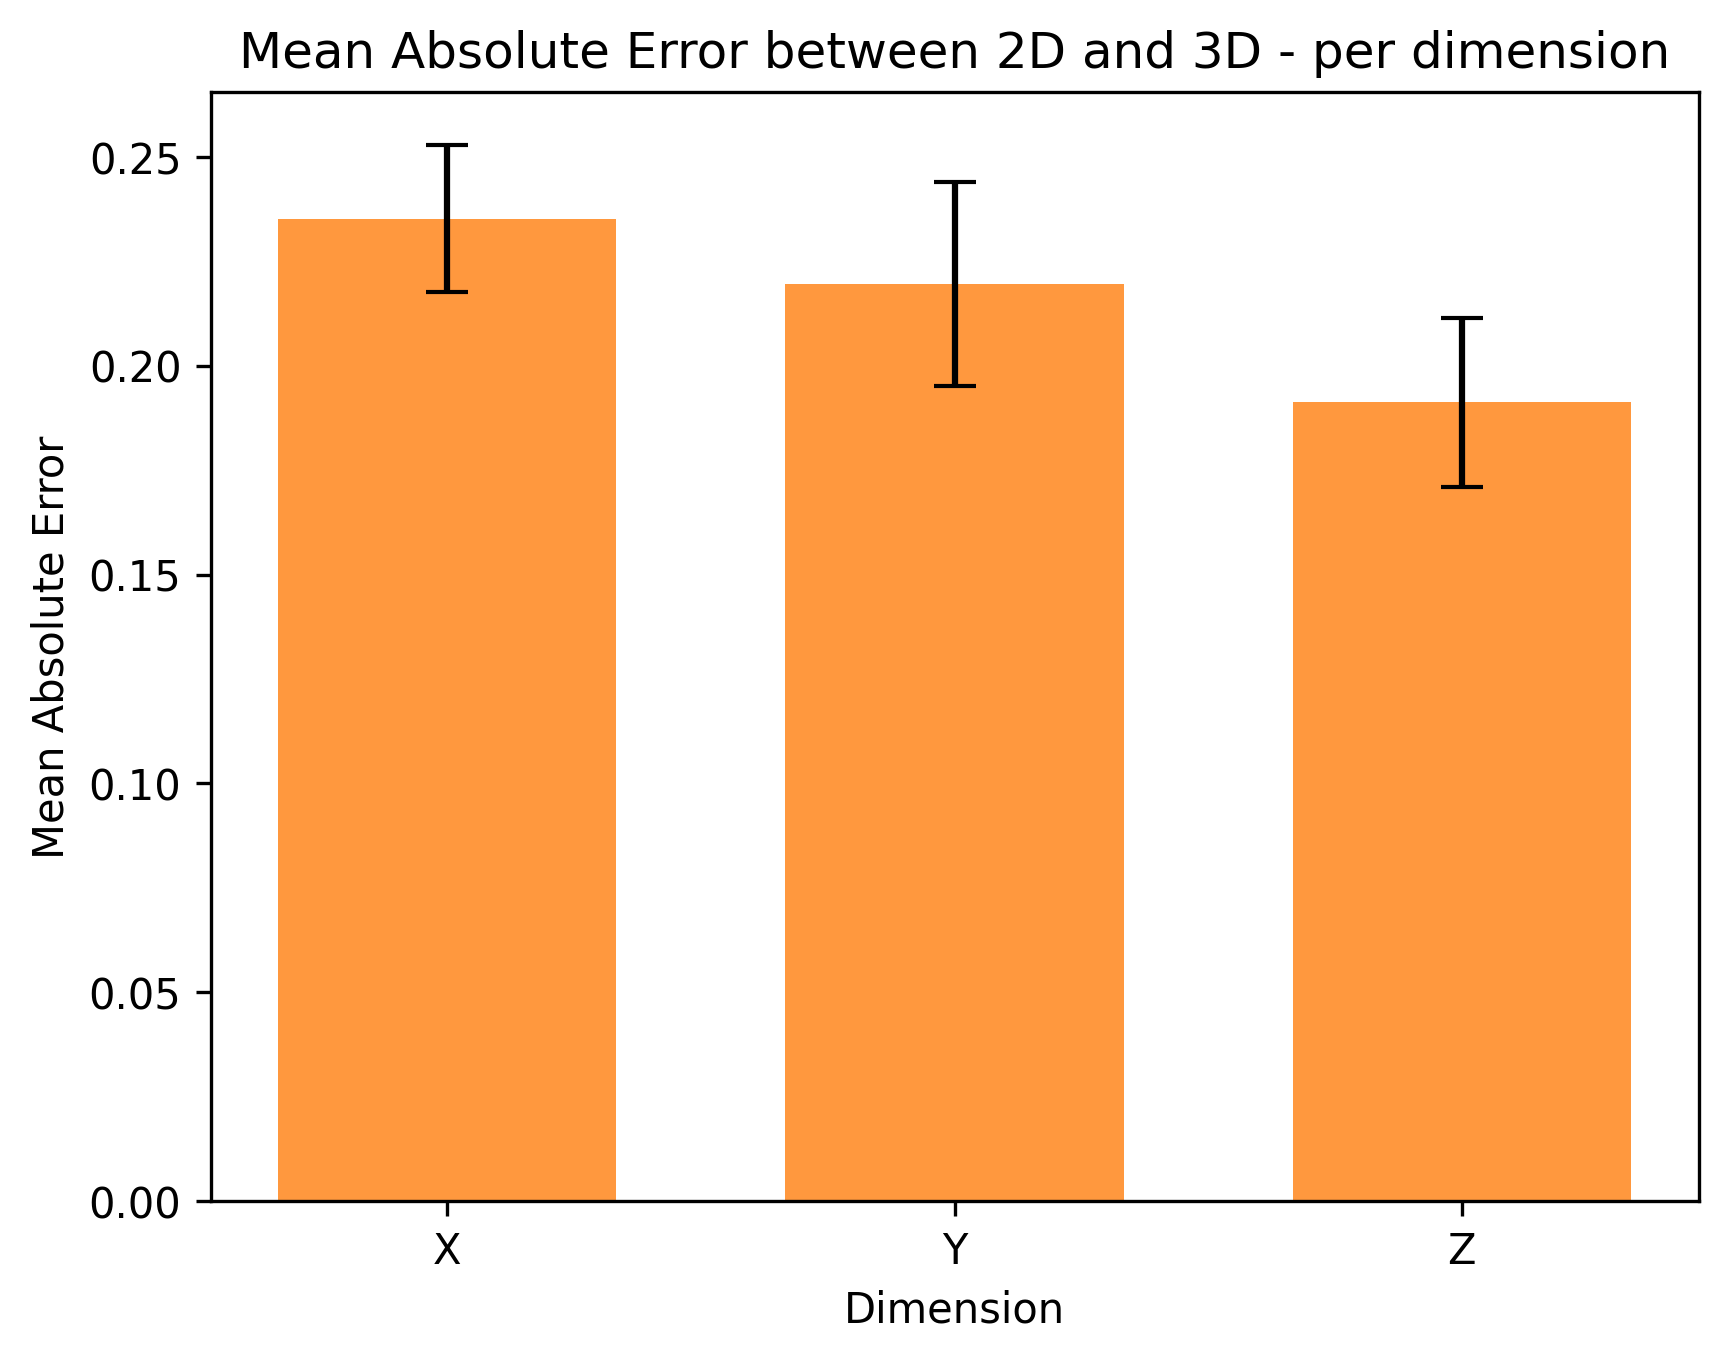 Mean Absolute Error between 2D and 3D - per dimension
Mean Absolute Error
0.25
0.20
0.15
0.10
0.05
0.00
X Y Z
Dimension